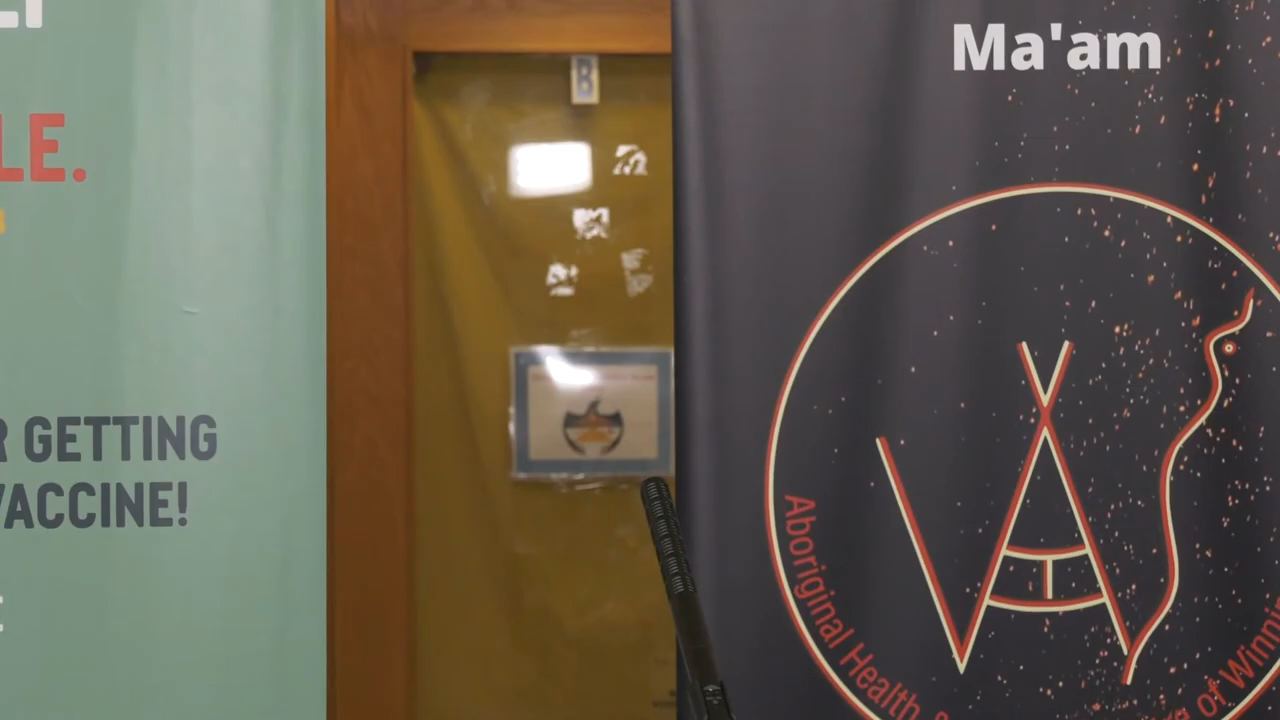 LE.
R GETTING
VACCINE!
B
Ma'am
Aboriginal Health
of Winni